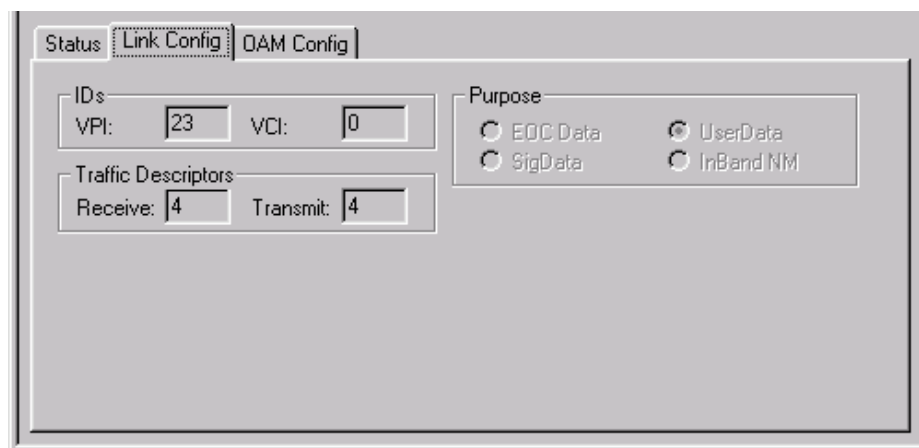 Status Link Config OAM Config
IDs Purpose
VPI: 23 VCI: 0 EOC Data UserData
SigData InBand NM
Traffic Descriptors
Receive: 4 Transmit: 4